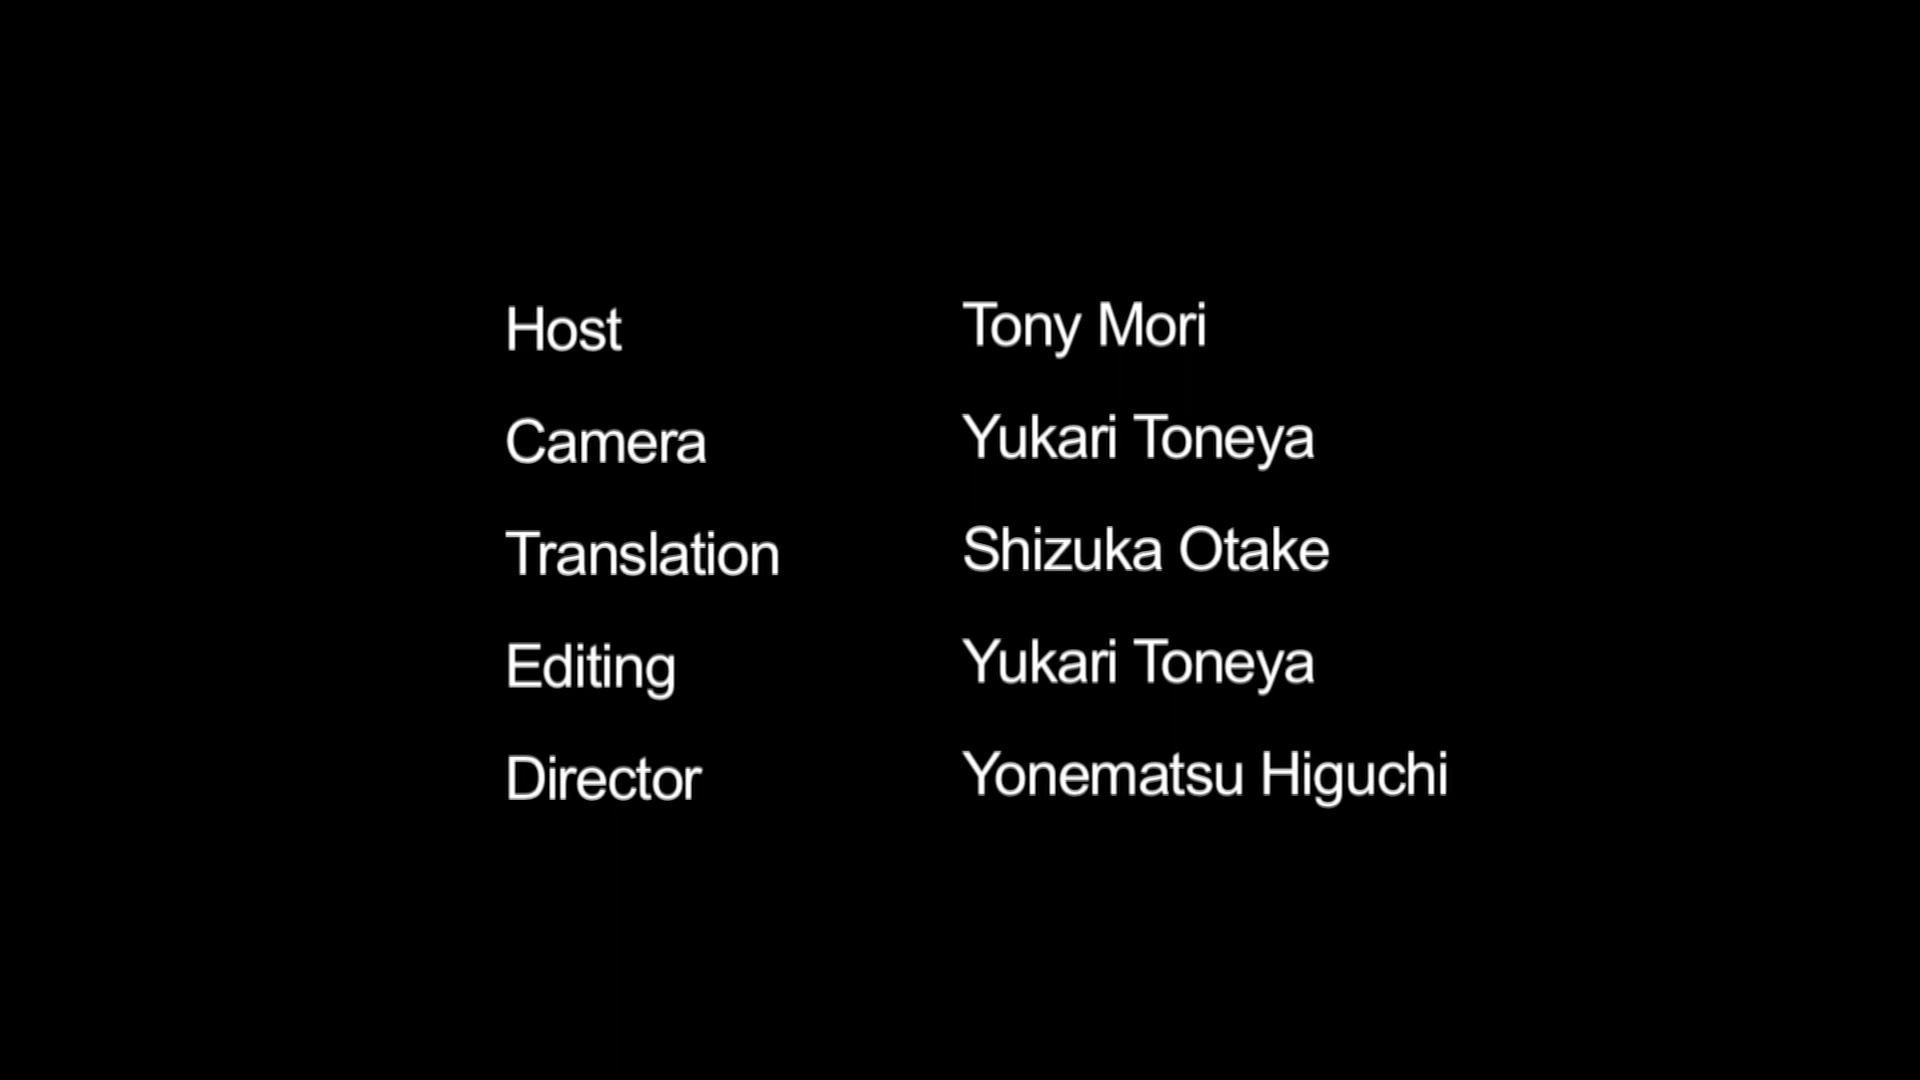 Host Tony Mori
Camera Yukari Toneya
Translation Shizuka Otake
Editing Yukari Toneya
Director Yonematsu Higuchi